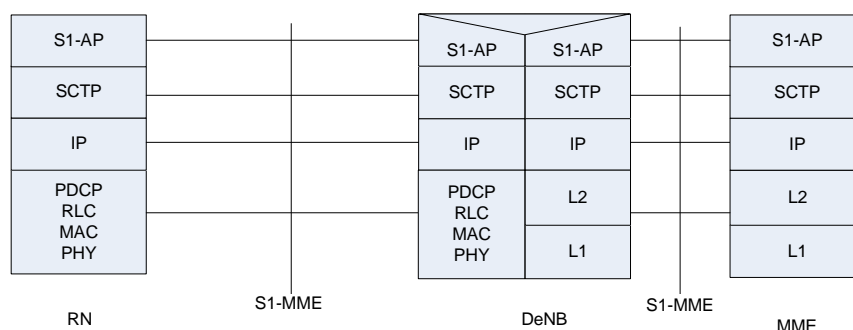 S1-AP
S1-AP
S1-AP
S1-AP
SCTP
SCTP
SCTP
SCTP
IP
IP
IP
IP
PDCP
RLC
MAC
PHY
PDCP
RLC
MAC
PHY
L2
L1
L2
L1
S1-MME
S1-MME
RN
DeNB
MME